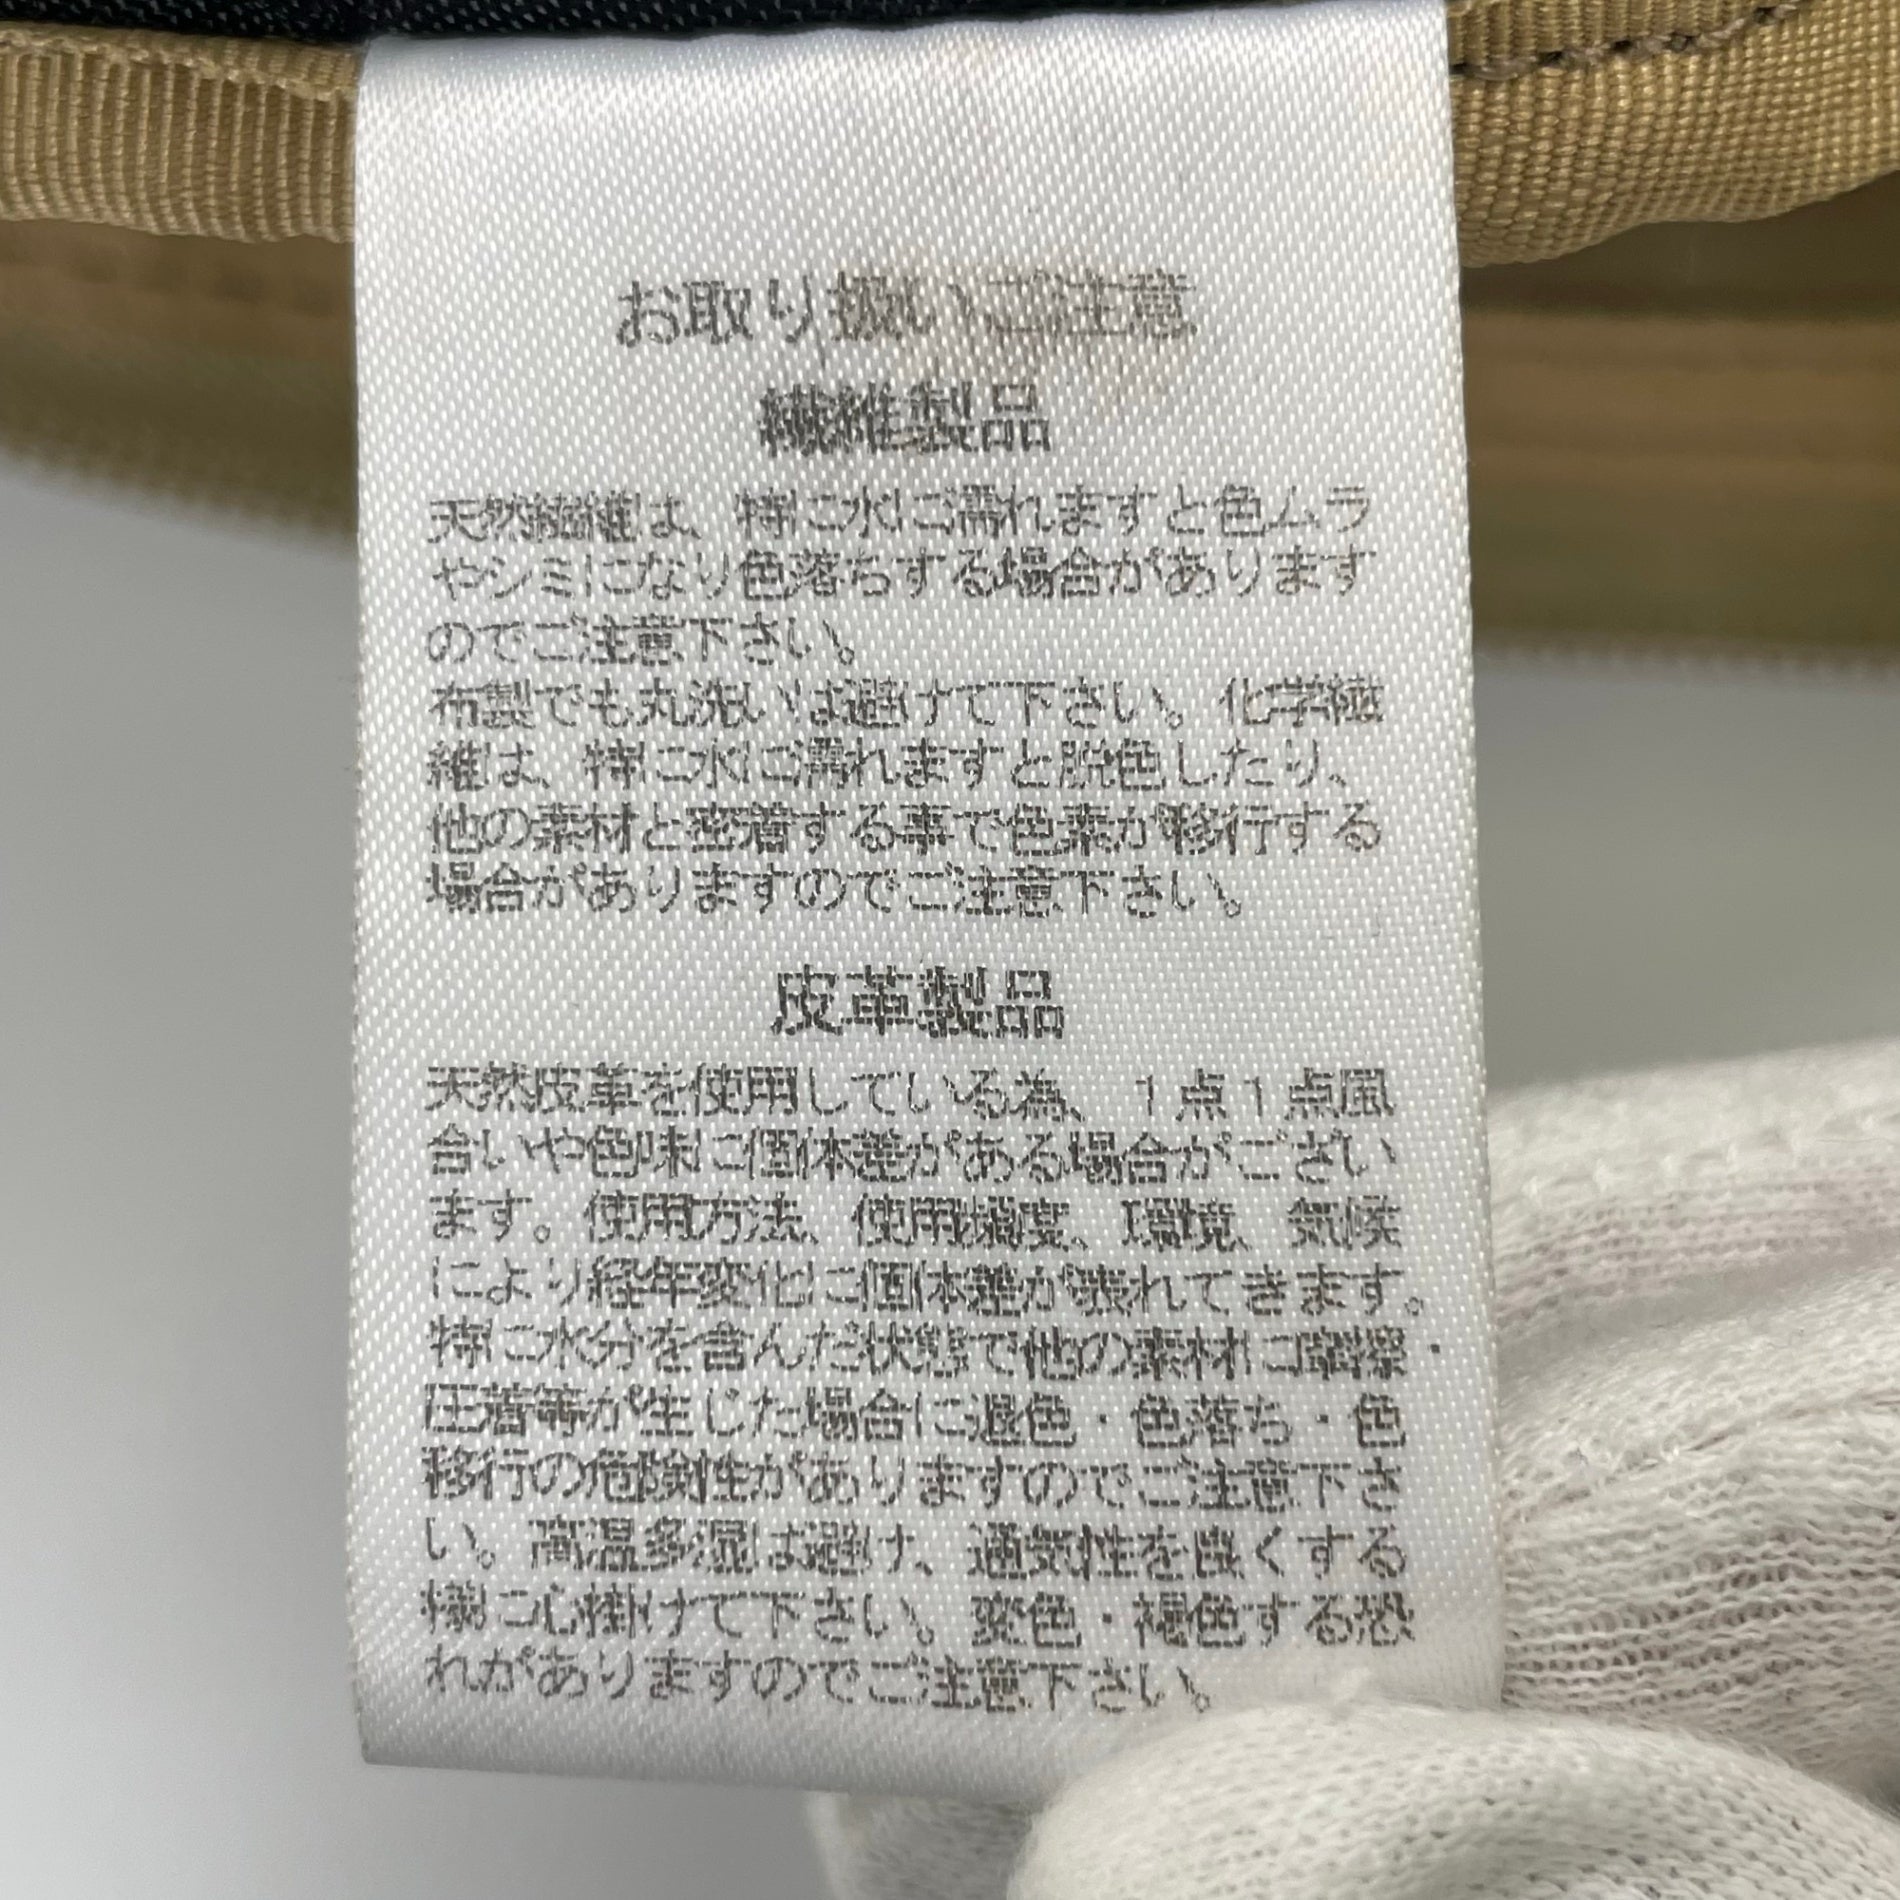 お取り扱いご注意
繊維製品
天然繊維は、特に水に濡れますと色ムラ
やシミになり色落ちする場合があります
のでご注意下さい。
布製でも丸洗いは避けて下さい。化学繊
維は、特に水に濡れますと脱色したり、
他の素材と密着する事で色素が移行する
場合がありますのでご注意下さい。
皮革製品
天然皮革を使用している為、1点1点風
合いや色味に個体差がある場合がござい
ます。使用方法、使用頻度、環境、気候
により経年変化に個体差が表れてきます。
特に水分を含んだ状態で他の素材に摩擦・
圧着等が生じた場合に退色・色落ち・色
移行の危険性がありますのでご注意下さ
い。高温多湿は避け、通気性を良くする
様に心掛けて下さい。変色・褪色する恐
れがありますのでご注意下さい。